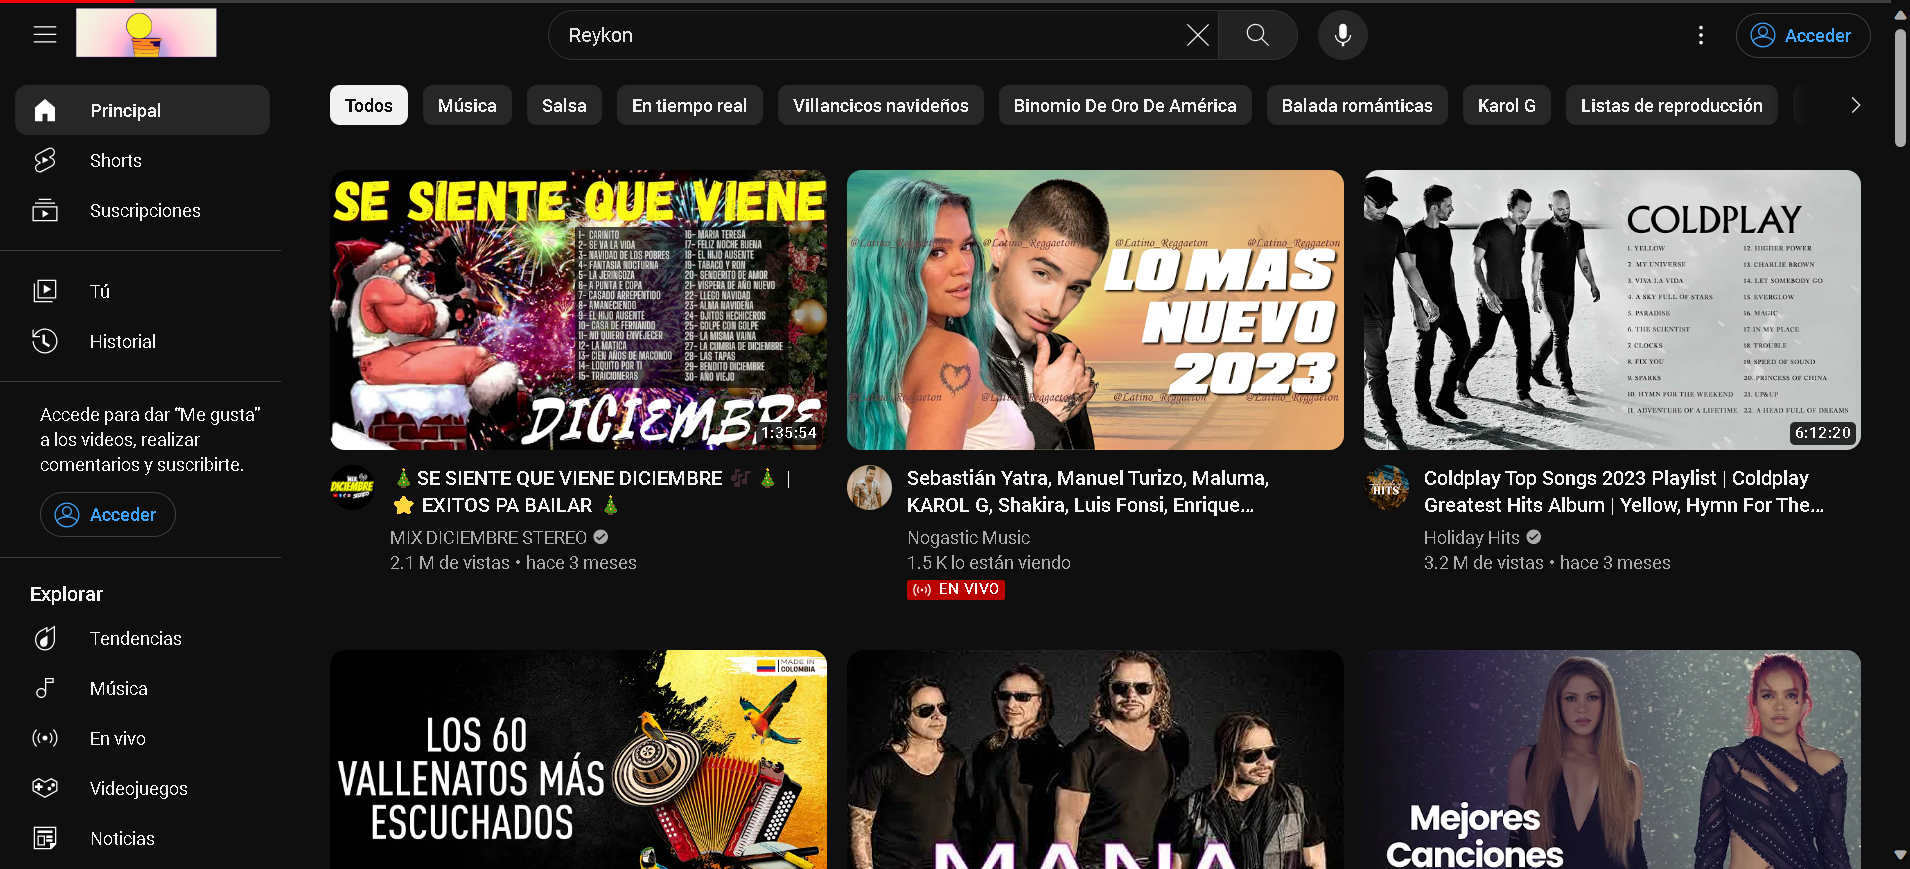 Reykon
Acceder
Principal
Shorts
Suscripciones
Tú
Historial
Accede para dar “Me gusta”
a los videos, realizar
comentarios y suscribirte.
Acceder
Explorar
Tendencias
Música
En vivo
Videojuegos
Noticias
Todos
Música
Salsa
En tiempo real
Villancicos navideños
Binomio De Oro De América
Balada románticas
Karol G
Listas de reproducción
SE SIENTE QUE VIENE
1- CARIÑITO
2- SE VA LA VIDA
3- NAVIDAD DE LOS POBRES
4- FANTASIA NOCTURNA
5- LA JERINGOZA
6- A PUNTA E COPA
7- CASADO ARREPENTIDO
8- AMANECIENDO
9- EL HIJO AUSENTE
10- CASA DE FERNANDO
11- NO QUIERO ENVEJECER
12- LA MATICA
13- CIEN AÑOS DE MACONDO
14- LOQUITO POR TI
15- TRAICIONERAS
16- MARIA TERESA
17- FELIZ NOCHE BUENA
18- EL HIJO AUSENTE
19- TABACO Y RON
20- SENDERITO DE AMOR
21- VISPERA DE AÑO NUEVO
22- LLEGO NAVIDAD
23- ALMA NAVIDEÑA
24- OJITOS HECHICEROS
25- GOLPE CON GOLPE
26- LA MISMA VAINA
27- LA CUMBIA DE DICIEMBRE
28- LAS TAPAS
29- BENDITO DICIEMBRE
30- AÑO VIEJO
DICIEMBRE
1:35:54
MIX
DICIEMBRE
🎄 SE SIENTE QUE VIENE DICIEMBRE 🎶 🎄 |
⭐ EXITOS PA BAILAR 🎄
MIX DICIEMBRE STEREO
2.1 M de vistas • hace 3 meses
@Latino_Reggaeton @Latino_Reggaeton @Latino_Reggaeton @Latino_Reggaeton
LO MAS
NUEVO
2023
@Latino_Reggaeton @Latino_Reggaeton @Latino_Reggaeton
Sebastián Yatra, Manuel Turizo, Maluma,
KAROL G, Shakira, Luis Fonsi, Enrique...
Nogastic Music
1.5 K lo están viendo
EN VIVO
COLDPLAY
1. YELLOW
2. MY UNIVERSE
3. VIVA LA VIDA
4. A SKY FULL OF STARS
5. PARADISE
6. THE SCIENTIST
7. CLOCKS
8. FIX YOU
9. SPARKS
10. HYMN FOR THE WEEKEND
11. ADVENTURE OF A LIFETIME
12. HIGHER POWER
13. CHARLIE BROWN
14. LET SOMEBODY GO
15. EVERGLOW
16. MAGIC
17. IN MY PLACE
18. TROUBLE
19. SPEED OF SOUND
20. PRINCESS OF CHINA
21. UP&UP
22. A HEAD FULL OF DREAMS
6:12:20
HITS
Coldplay Top Songs 2023 Playlist | Coldplay
Greatest Hits Album | Yellow, Hymn For The...
Holiday Hits
3.2 M de vistas • hace 3 meses
MADE IN
COLOMBIA
LOS 60
VALLENATOS MÁS
ESCUCHADOS
MANA
Mejores
Canciones